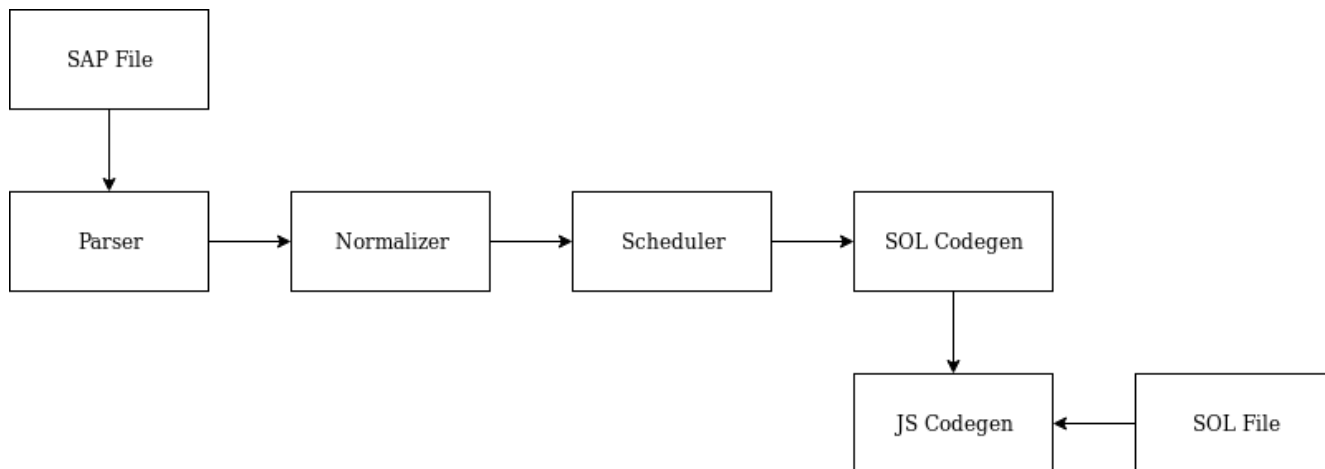 SAP File
Parser
Normalizer
Scheduler
SOL Codegen
JS Codegen
SOL File